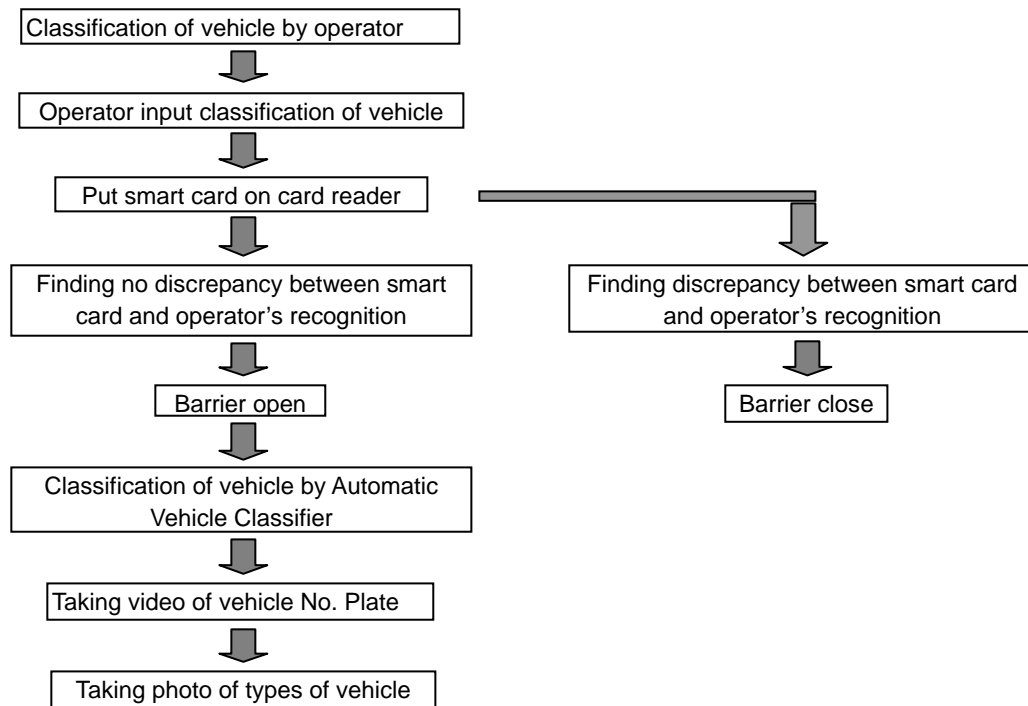 Classification of vehicle by operator
Operator input classification of vehicle
Put smart card on card reader
Finding no discrepancy between smart
card and operator’s recognition
Finding discrepancy between smart card
and operator’s recognition
Barrier open
Barrier close
Classification of vehicle by Automatic
Vehicle Classifier
Taking video of vehicle No. Plate
Taking photo of types of vehicle